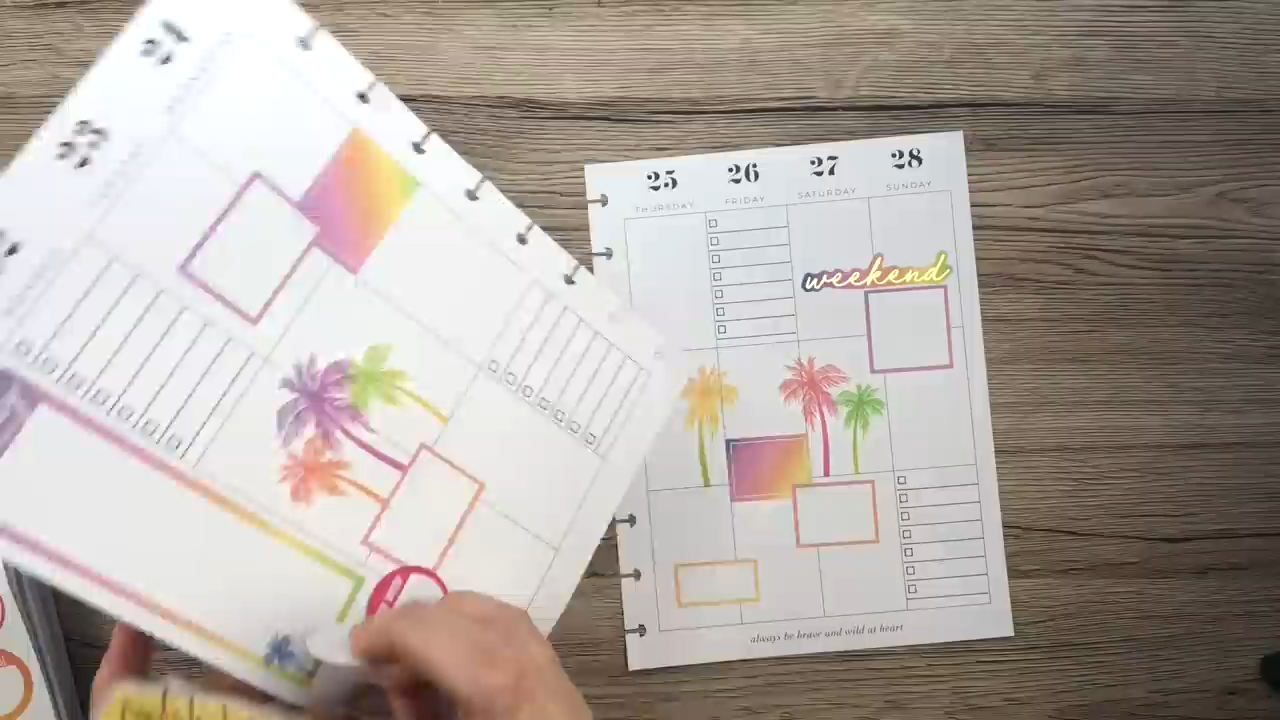 25 26 27 28
THURSDAY FRIDAY SATURDAY SUNDAY
weekend
always be brave and wild at heart